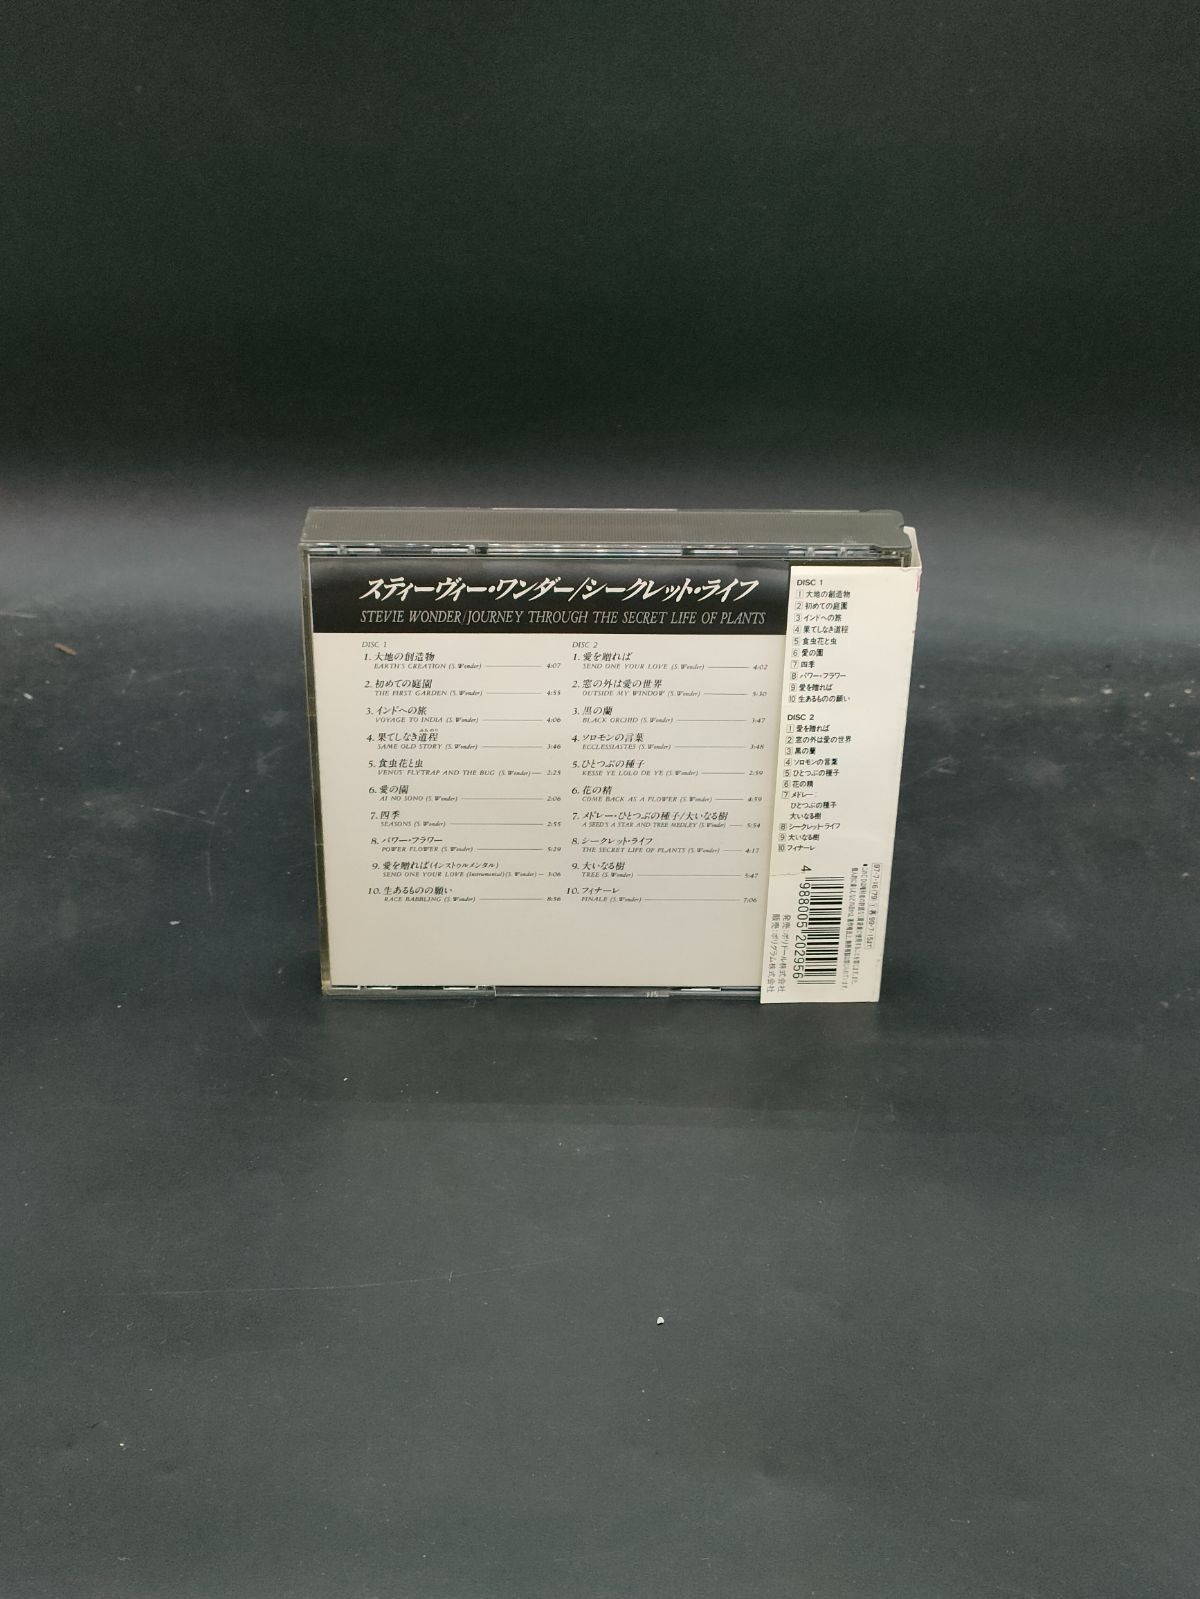 スティーヴィー・ワンダー/シークレット・ライフ
STEVIE WONDER/JOURNEY THROUGH THE SECRET LIFE OF PLANTS
DISC 1
1. 大地の創造物
EARTH'S CREATION (S. Wonder) 4:07
2. 初めての庭園
THE FIRST GARDEN (S. Wonder) 4:55
3. インドへの旅
VOYAGE TO INDIA (S. Wonder) 4:06
4. 果てしなき道程
SAME OLD STORY (S. Wonder) 3:46
5. 食虫花と虫
VENUS' FLYTRAP AND THE BUG (S. Wonder) 2:25
6. 愛の園
AI NO SONO (S. Wonder) 2:06
7. 四季
SEASONS (S. Wonder) 2:55
8. パワー・フラワー
POWER FLOWER (S. Wonder) 5:29
9. 愛を贈れば(インストゥルメンタル)
SEND ONE YOUR LOVE (Instrumental)(S. Wonder) 3:06
10. 生あるものの願い
RACE BABBLING (S. Wonder) 8:56
DISC 2
1. 愛を贈れば
SEND ONE YOUR LOVE (S. Wonder) 4:02
2. 窓の外は愛の世界
OUTSIDE MY WINDOW (S. Wonder) 5:30
3. 黒の蘭
BLACK ORCHID (S. Wonder) 3:47
4. ソロモンの言葉
ECCLESIASTES (S. Wonder) 3:48
5. ひとつぶの種子
KESSE YE LOLO DE YE (S. Wonder) 2:59
6. 花の精
COME BACK AS A FLOWER (S. Wonder) 4:59
7. メドレー・ひとつぶの種子/大いなる樹
A SEED'S A STAR AND TREE MEDLEY (S. Wonder) 5:54
8. シークレット・ライフ
THE SECRET LIFE OF PLANTS (S. Wonder) 4:17
9. 大いなる樹
TREE (S. Wonder) 5:47
10. フィナーレ
FINALE (S. Wonder) 7:06
DISC 1
1 大地の創造物
2 初めての庭園
3 インドへの旅
4 果てしなき道程
5 食虫花と虫
6 愛の園
7 四季
8 パワー・フラワー
9 愛を贈れば
10 生あるものの願い
DISC 2
1 愛を贈れば
2 窓の外は愛の世界
3 黒の蘭
4 ソロモンの言葉
5 ひとつぶの種子
6 花の精
7 メドレー
ひとつぶの種子
大いなる樹
8 シークレット・ライフ
9 大いなる樹
10 フィナーレ
4 988005 202956
発売:ポリドール株式会社
販売:ポリグラム株式会社